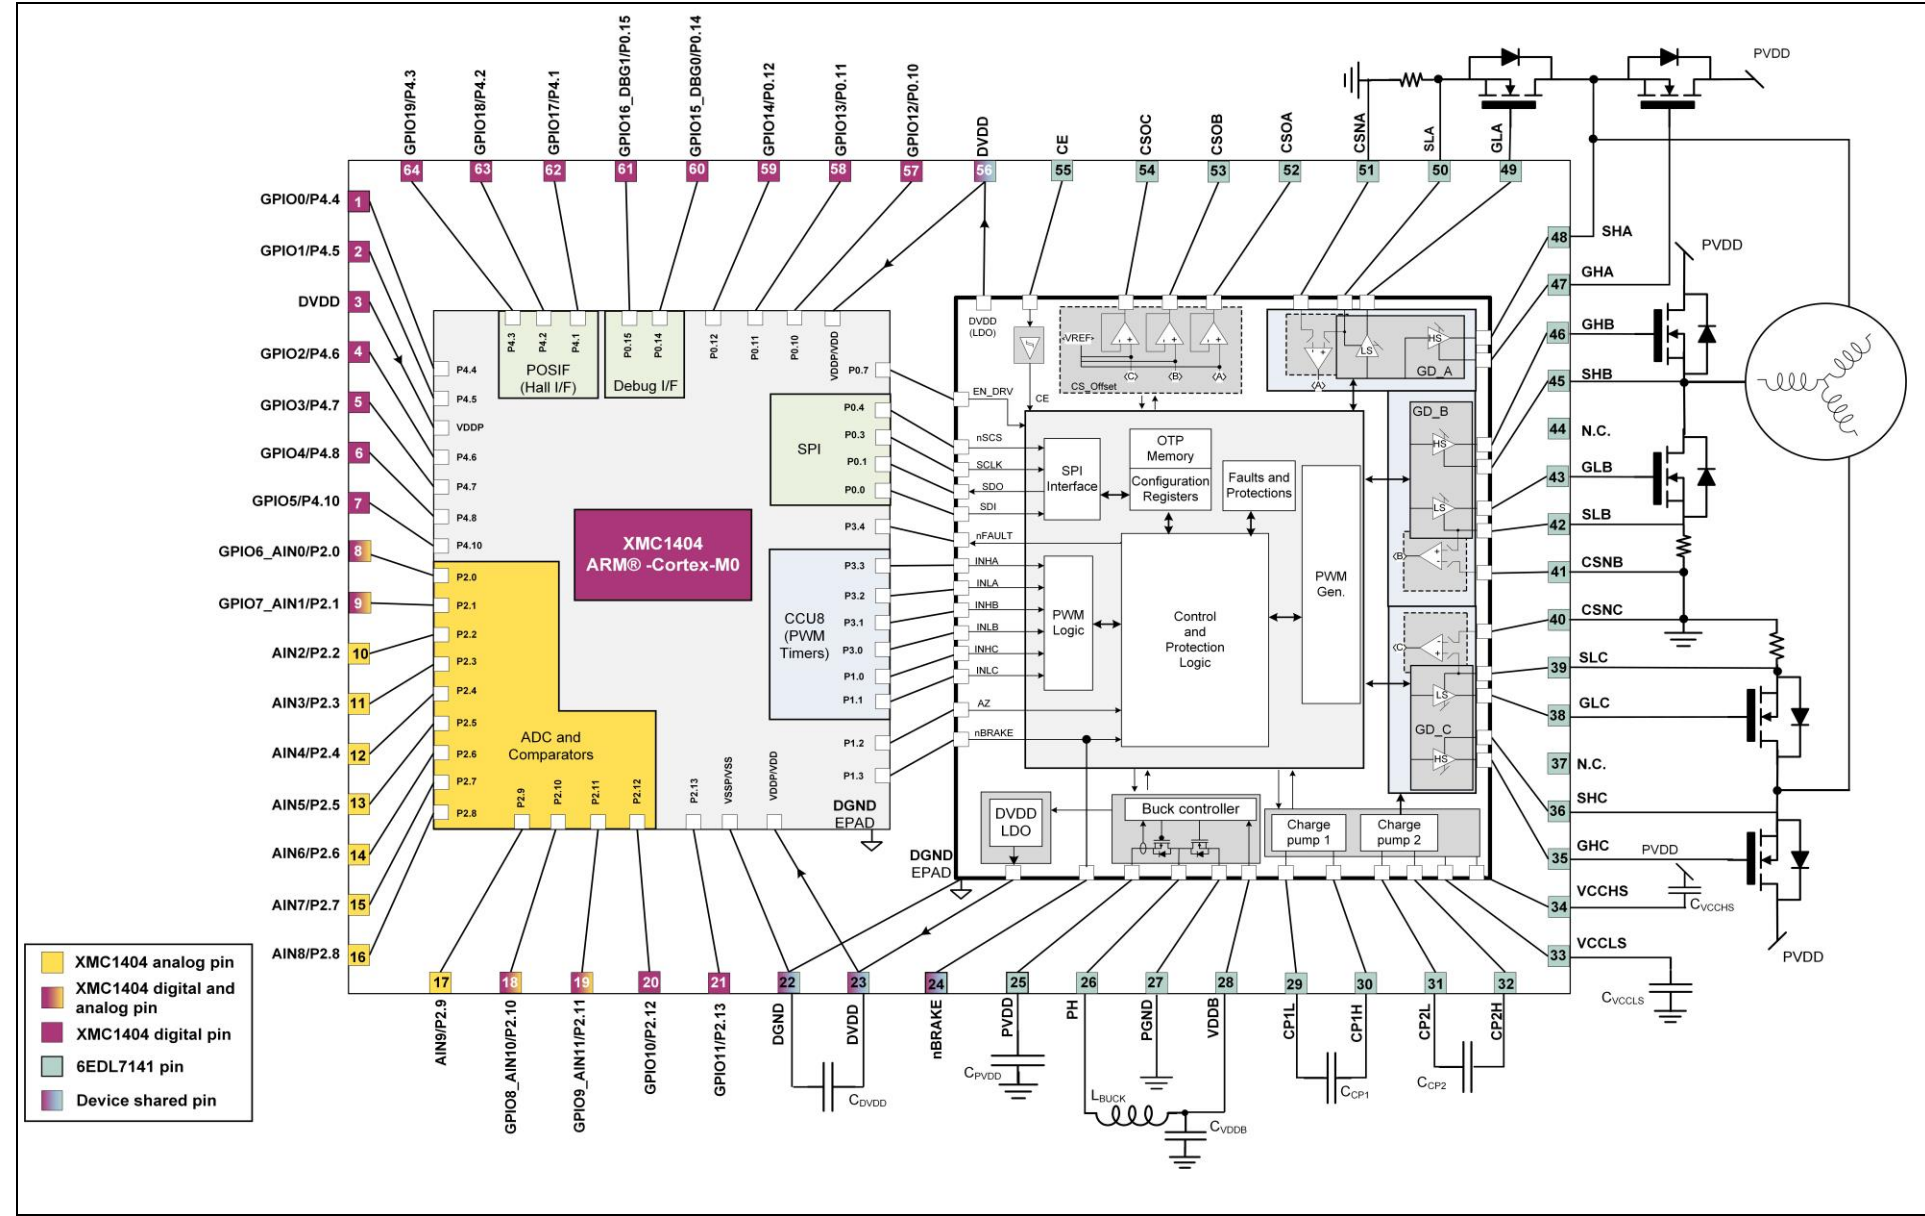 GPIO19/P4.3
GPIO18/P4.2
GPIO17/P4.1
GPIO16_DBG1/P0.15
GPIO15_DBG0/P0.14
GPIO14/P0.12
GPIO13/P0.11
GPIO12/P0.10
DVDD
CE
CSOC
CSOB
CSOA
CSNA
SLA
GLA
PVDD
64
63
62
61
60
59
58
57
56
55
54
53
52
51
50
49
GPIO0/P4.4
1
GPIO1/P4.5
2
DVDD
3
GPIO2/P4.6
4
GPIO3/P4.7
5
GPIO4/P4.8
6
GPIO5/P4.10
7
GPIO6_AIN0/P2.0
8
GPIO7_AIN1/P2.1
9
AIN2/P2.2
10
AIN3/P2.3
11
AIN4/P2.4
12
AIN5/P2.5
13
AIN6/P2.6
14
AIN7/P2.7
15
AIN8/P2.8
16
P4.3
P4.2
P4.1
POSIF
(Hall I/F)
P0.15
P0.14
Debug I/F
P0.12
P0.11
P0.10
VDDP/VDD
P4.4
P4.5
VDDP
P4.6
P4.7
P4.8
P4.10
P2.0
P2.1
P2.2
P2.3
P2.4
P2.5
P2.6
P2.7
P2.8
P0.7
SPI
P0.4
P0.3
P0.1
P0.0
P3.4
XMC1404
ARM® -Cortex-M0
CCU8
(PWM
Timers)
P3.3
P3.2
P3.1
P3.0
P1.0
P1.1
P1.2
P1.3
ADC and
Comparators
P2.9
P2.10
P2.11
P2.12
P2.13
VSSP/VSS
VDDP/VDD
DGND
EPAD
DVDD
(LDO)
CE
EN_DRV
nSCS
SCLK
SDO
SDI
nFAULT
INHA
INLA
INHB
INLB
INHC
INLC
AZ
nBRAKE
VREF
⟨C⟩
⟨B⟩
⟨A⟩
CS_Offset
⟨A⟩
LS
HS
GD_A
GD_B
HS
LS
⟨B⟩
⟨C⟩
LS
GD_C
HS
SPI
Interface
OTP
Memory
Configuration
Registers
Faults and
Protections
PWM
Gen.
PWM
Logic
Control
and
Protection
Logic
DVDD
LDO
Buck controller
Charge
pump 1
Charge
pump 2
DGND
EPAD
48
SHA
47
GHA
46
GHB
45
SHB
44
N.C.
43
GLB
42
SLB
41
CSNB
40
CSNC
39
SLC
38
GLC
37
N.C.
36
SHC
35
GHC
34
VCCHS
33
VCCLS
PVDD
PVDD
CVCCHS
PVDD
CVCCLS
17
18
19
20
21
22
23
24
25
26
27
28
29
30
31
32
AIN9/P2.9
GPIO8_AIN10/P2.10
GPIO9_AIN11/P2.11
GPIO10/P2.12
GPIO11/P2.13
DGND
DVDD
nBRAKE
PVDD
PH
PGND
VDDB
CP1L
CP1H
CP2L
CP2H
CDVDD
CPVDD
LBUCK
CVDDB
CCP1
CCP2
XMC1404 analog pin
XMC1404 digital and
analog pin
XMC1404 digital pin
6EDL7141 pin
Device shared pin